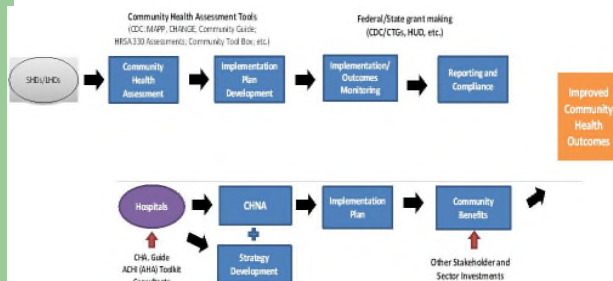 Community Health Assessment Tools
(CDC: MAPP, CHANGE, Community Guide;
HRSA 330 Assessments; Community Tool Box; etc.)
Federal/State grant making
(CDC/CTGs, HUD, etc.)
SHDs/LHDs
Community
Health
Assessment
Implementation
Plan
Development
Implementation/
Outcomes
Monitoring
Reporting and
Compliance
Improved
Community
Health
Outcomes
Hospitals
CHNA
Implementation
Plan
Community
Benefits
Strategy
Development
CHA. Guide
ACHI (AHA) Toolkit
Other Stakeholder and
Sector Investments